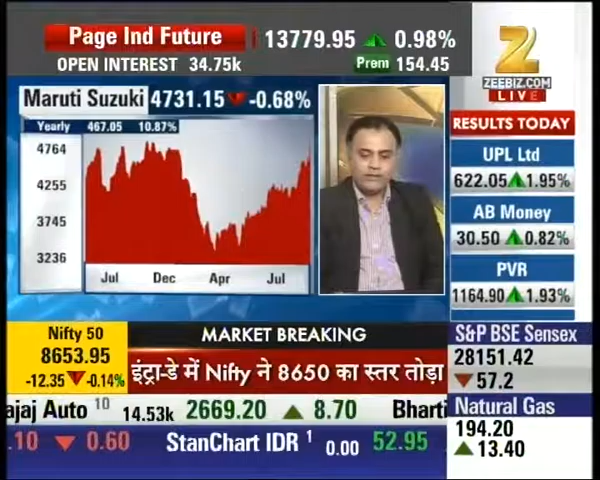 Page Ind Future 13779.95 0.98%
OPEN INTEREST 34.75k Prem 154.45
Z
ZEEBIZ.COM
LIVE
Maruti Suzuki 4731.15 -0.68%
Yearly 467.05 10.87%
4764
4255
3745
3236
Jul Dec Apr Jul
RESULTS TODAY
UPL Ltd
622.05 1.95%
AB Money
30.50 0.82%
PVR
1164.90 1.93%
Nifty 50
8653.95
-12.35 -0.14%
MARKET BREAKING
इंट्रा-डे में Nifty ने 8650 का स्तर तोड़ा
S&P BSE Sensex
28151.42
57.2
Natural Gas
194.20
13.40
ajaj Auto 10 14.53k 2669.20 8.70 Bharti
.10 0.60 StanChart IDR 1 0.00 52.95